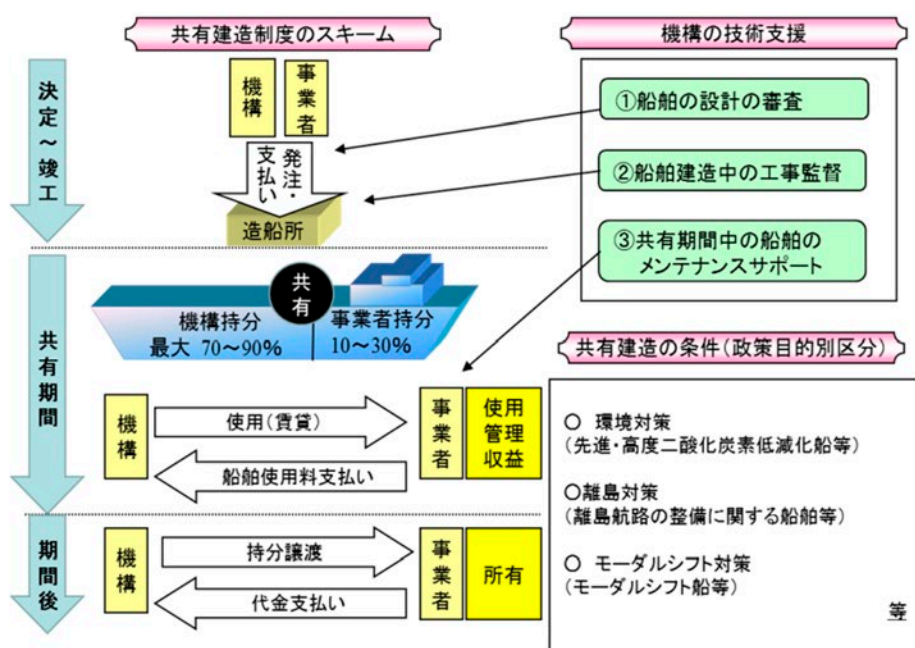 共有建造制度のスキーム
決定～竣工
機構
事業者
発注・
支払い
造船所
共有期間
共有
機構持分
最大 70～90%
事業者持分
10～30%
機構
使用(賃貸)
船舶使用料支払い
事業者
使用
管理
収益
期間後
機構
持分譲渡
代金支払い
事業者
所有
機構の技術支援
①船舶の設計の審査
②船舶建造中の工事監督
③共有期間中の船舶の
メンテナンスサポート
共有建造の条件(政策目的別区分)
○ 環境対策
(先進・高度二酸化炭素低減化船等)
○離島対策
(離島航路の整備に関する船舶等)
○ モーダルシフト対策
(モーダルシフト船等)
等